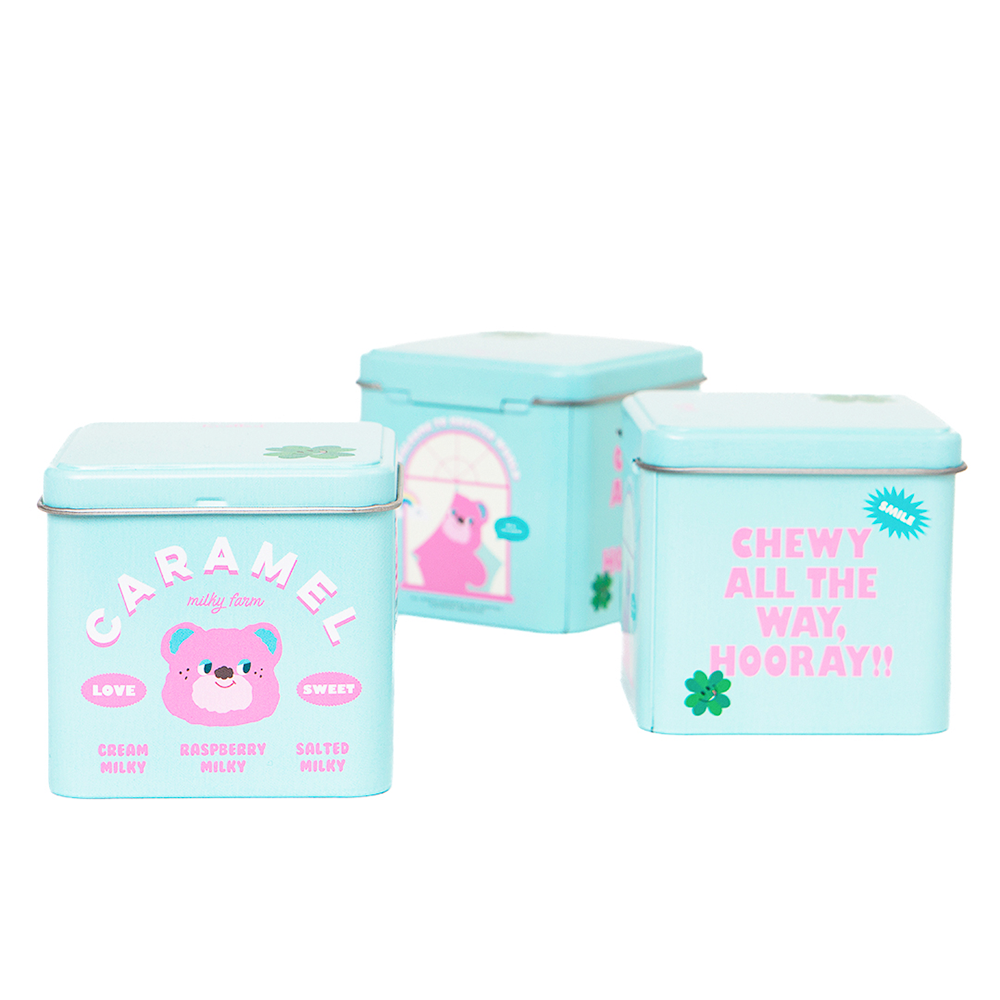 CARAMEL
milky farm
LOVE
SWEET
CREAM
MILKY
RASPBERRY
MILKY
SALTED
MILKY
SMILE
CHEWY
ALL THE
WAY,
HOORAY!!